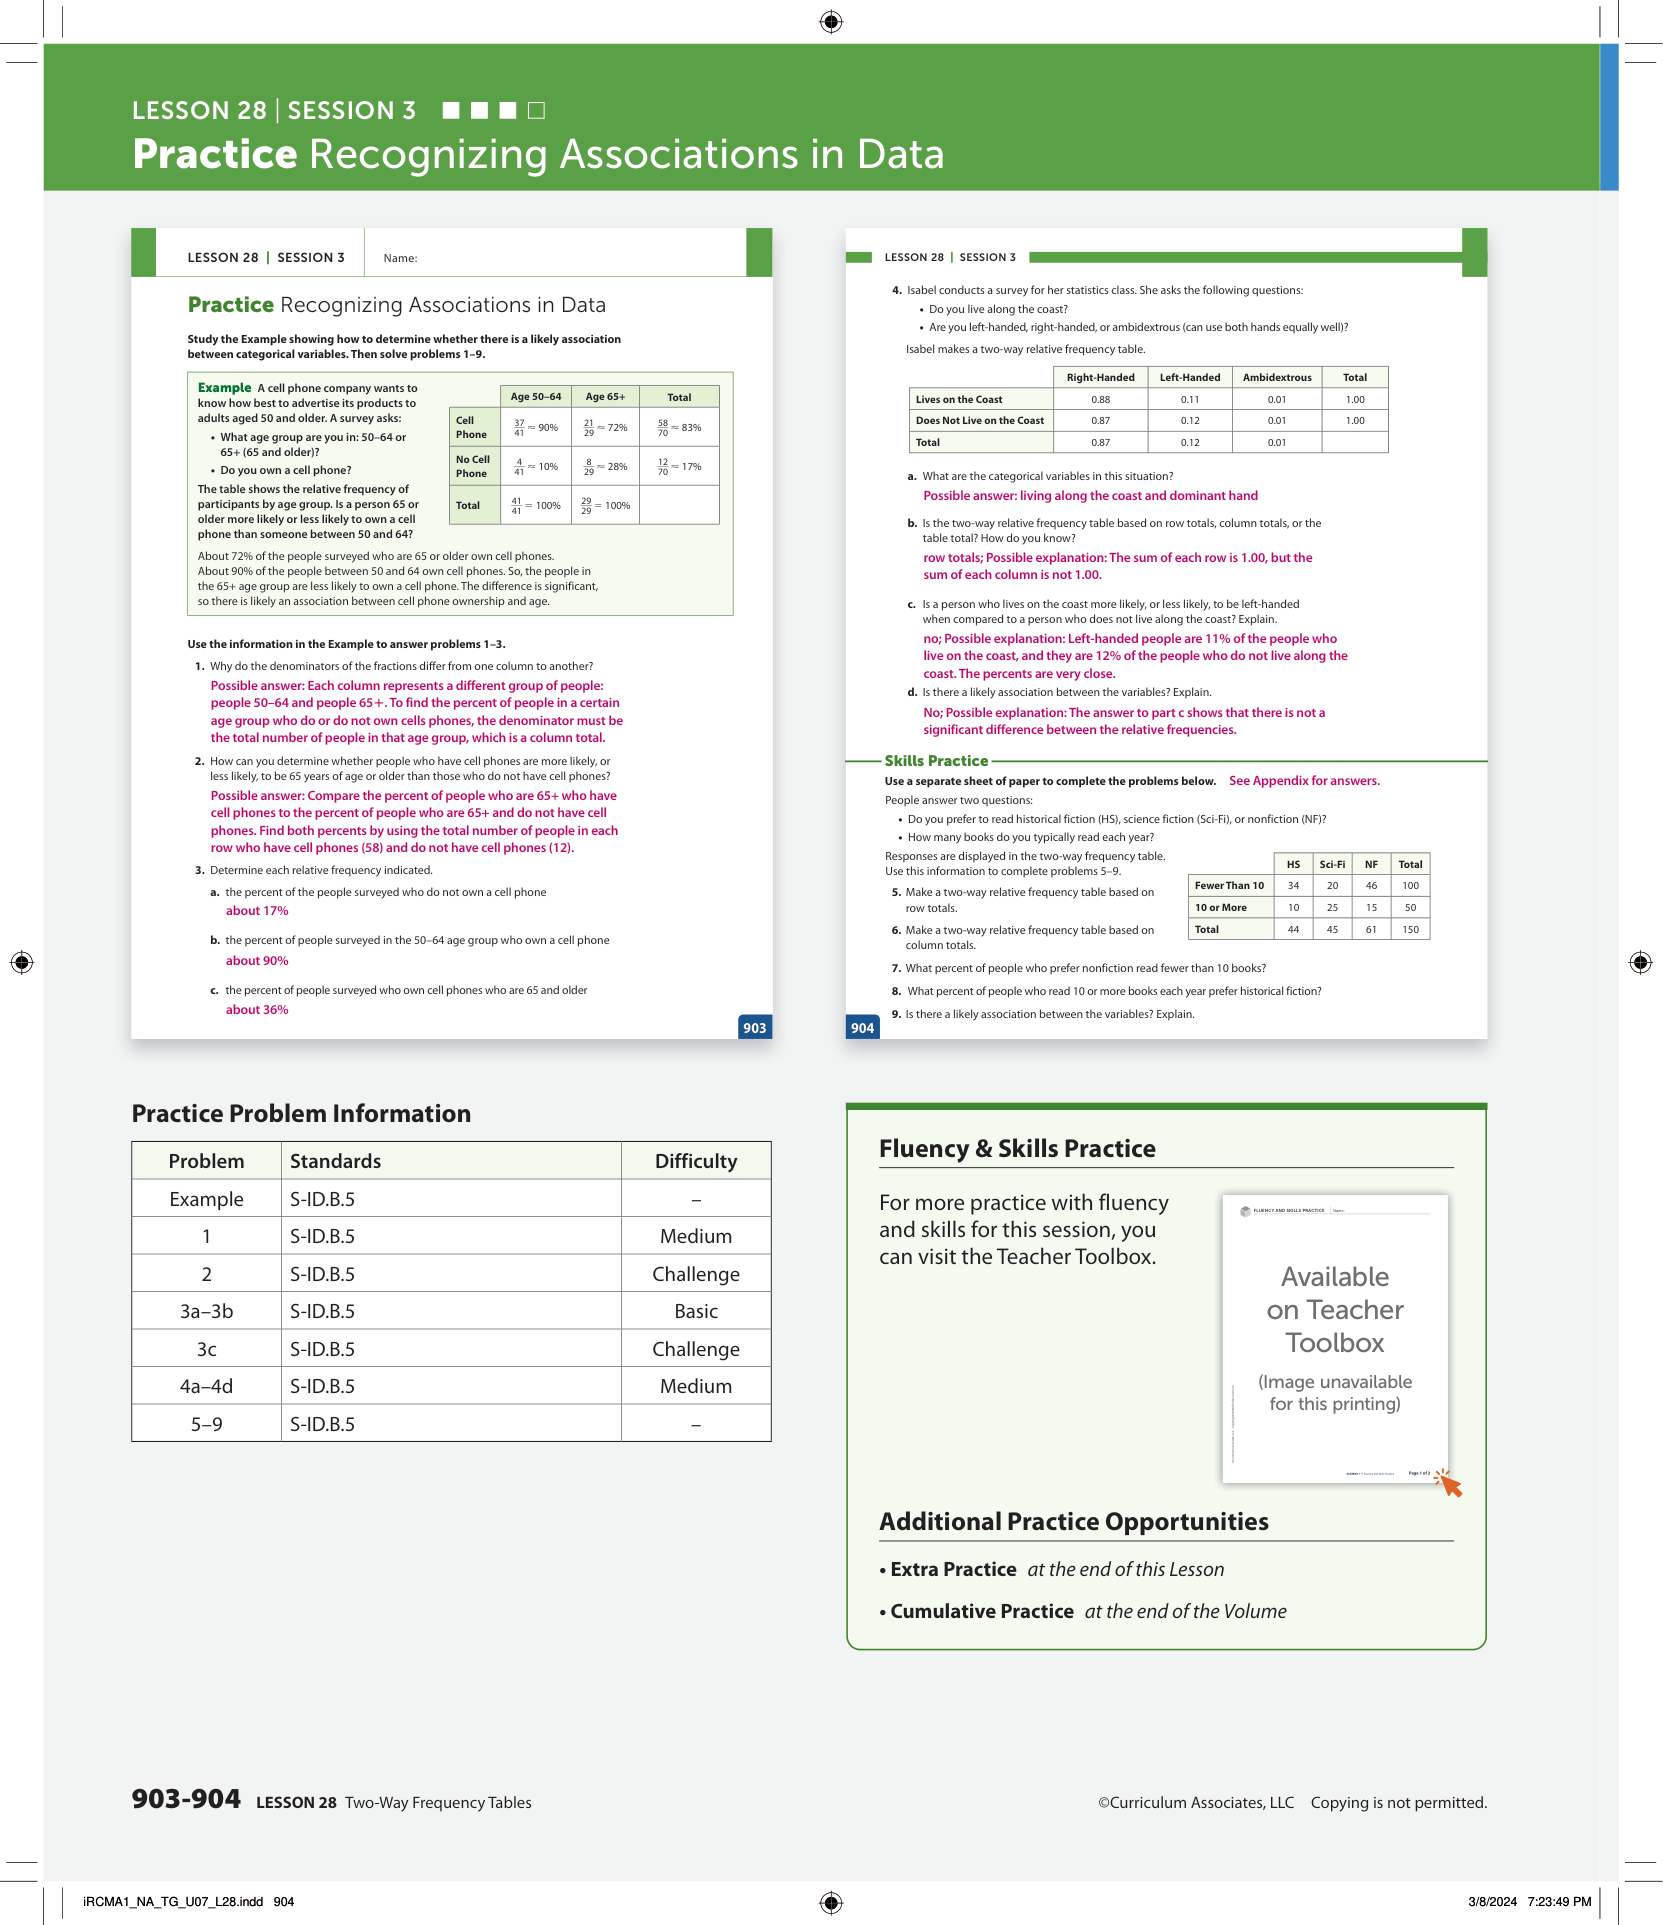 LESSON 28 | SESSION 3
Practice Recognizing Associations in Data
LESSON 28 | SESSION 3
Name:
Practice Recognizing Associations in Data
Study the Example showing how to determine whether there is a likely association
between categorical variables. Then solve problems 1–9.
Example A cell phone company wants to
know how best to advertise its products to
adults aged 50 and older. A survey asks:
• What age group are you in: 50–64 or
65+ (65 and older)?
• Do you own a cell phone?
The table shows the relative frequency of
participants by age group. Is a person 65 or
older more likely or less likely to own a cell
phone than someone between 50 and 64?
Age 50–64 Age 65+ Total
Cell Phone 37/41 ≈ 90% 21/29 ≈ 72% 58/70 ≈ 83%
No Cell Phone 4/41 ≈ 10% 8/29 ≈ 28% 12/70 ≈ 17%
Total 41/41 = 100% 29/29 = 100%
About 72% of the people surveyed who are 65 or older own cell phones.
About 90% of the people between 50 and 64 own cell phones. So, the people in
the 65+ age group are less likely to own a cell phone. The difference is significant,
so there is likely an association between cell phone ownership and age.
Use the information in the Example to answer problems 1–3.
1. Why do the denominators of the fractions differ from one column to another?
Possible answer: Each column represents a different group of people:
people 50–64 and people 65+. To find the percent of people in a certain
age group who do or do not own cells phones, the denominator must be
the total number of people in that age group, which is a column total.
2. How can you determine whether people who have cell phones are more likely, or
less likely, to be 65 years of age or older than those who do not have cell phones?
Possible answer: Compare the percent of people who are 65+ who have
cell phones to the percent of people who are 65+ and do not have cell
phones. Find both percents by using the total number of people in each
row who have cell phones (58) and do not have cell phones (12).
3. Determine each relative frequency indicated.
a. the percent of the people surveyed who do not own a cell phone
about 17%
b. the percent of people surveyed in the 50–64 age group who own a cell phone
about 90%
c. the percent of people surveyed who own cell phones who are 65 and older
about 36%
903
LESSON 28 | SESSION 3
4. Isabel conducts a survey for her statistics class. She asks the following questions:
• Do you live along the coast?
• Are you left-handed, right-handed, or ambidextrous (can use both hands equally well)?
Isabel makes a two-way relative frequency table.
Right-Handed Left-Handed Ambidextrous Total
Lives on the Coast 0.88 0.11 0.01 1.00
Does Not Live on the Coast 0.87 0.12 0.01 1.00
Total 0.87 0.12 0.01
a. What are the categorical variables in this situation?
Possible answer: living along the coast and dominant hand
b. Is the two-way relative frequency table based on row totals, column totals, or the
table total? How do you know?
row totals; Possible explanation: The sum of each row is 1.00, but the
sum of each column is not 1.00.
c. Is a person who lives on the coast more likely, or less likely, to be left-handed
when compared to a person who does not live along the coast? Explain.
no; Possible explanation: Left-handed people are 11% of the people who
live on the coast, and they are 12% of the people who do not live along the
coast. The percents are very close.
d. Is there a likely association between the variables? Explain.
No; Possible explanation: The answer to part c shows that there is not a
significant difference between the relative frequencies.
Skills Practice
Use a separate sheet of paper to complete the problems below. See Appendix for answers.
People answer two questions:
• Do you prefer to read historical fiction (HS), science fiction (Sci-Fi), or nonfiction (NF)?
• How many books do you typically read each year?
Responses are displayed in the two-way frequency table.
Use this information to complete problems 5–9.
HS Sci-Fi NF Total
Fewer Than 10 34 20 46 100
10 or More 10 25 15 50
Total 44 45 61 150
5. Make a two-way relative frequency table based on
row totals.
6. Make a two-way relative frequency table based on
column totals.
7. What percent of people who prefer nonfiction read fewer than 10 books?
8. What percent of people who read 10 or more books each year prefer historical fiction?
9. Is there a likely association between the variables? Explain.
904
Practice Problem Information
Problem Standards Difficulty
Example S-ID.B.5 –
1 S-ID.B.5 Medium
2 S-ID.B.5 Challenge
3a–3b S-ID.B.5 Basic
3c S-ID.B.5 Challenge
4a–4d S-ID.B.5 Medium
5–9 S-ID.B.5 –
Fluency & Skills Practice
For more practice with fluency
and skills for this session, you
can visit the Teacher Toolbox.
FLUENCY AND SKILLS PRACTICE Name:
Available
on Teacher
Toolbox
(Image unavailable
for this printing)
Page 1 of 2
Additional Practice Opportunities
• Extra Practice at the end of this Lesson
• Cumulative Practice at the end of the Volume
903-904 LESSON 28 Two-Way Frequency Tables
©Curriculum Associates, LLC Copying is not permitted.
iRCMA1_NA_TG_U07_L28.indd 904
3/8/2024 7:23:49 PM